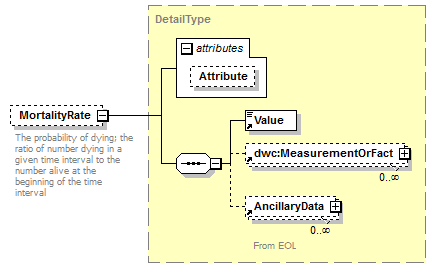 DetailType
attributes
Attribute
MortalityRate
The probability of dying; the
ratio of number dying in a
given time interval to the
number alive at the
beginning of the time
interval
Value
dwc:MeasurementOrFact
0..∞
AncillaryData
0..∞
From EOL